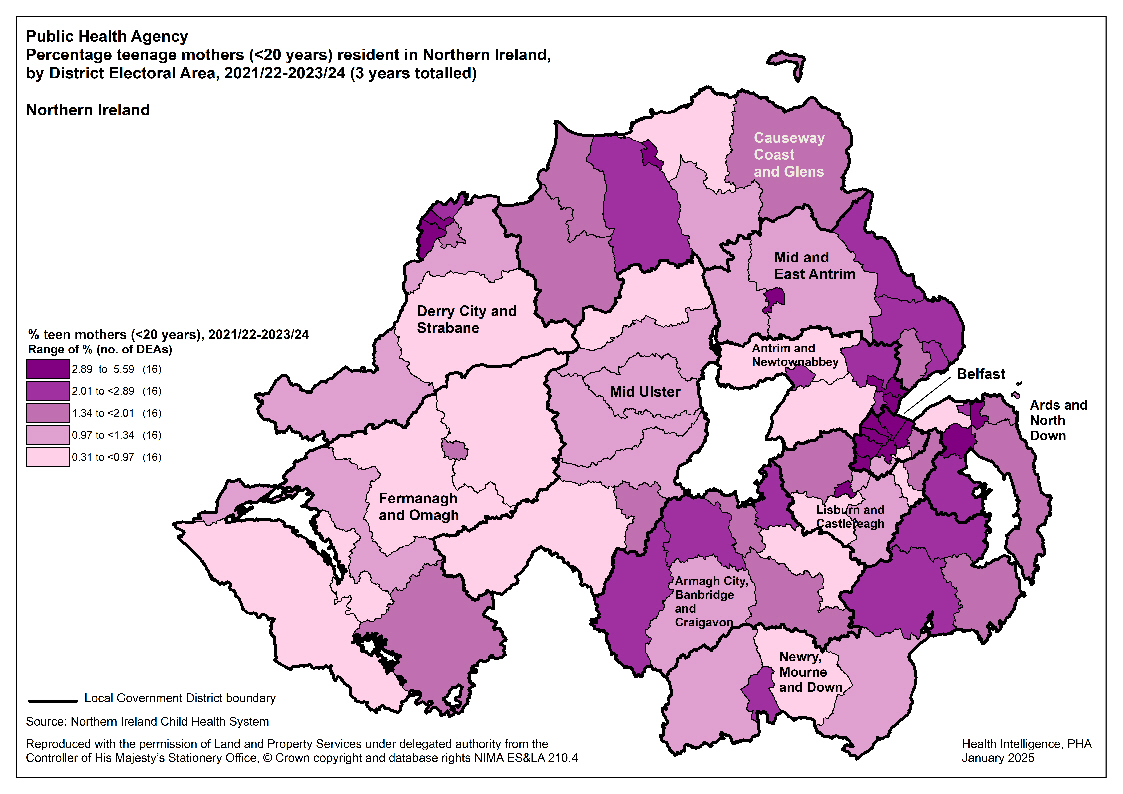 Public Health Agency
Percentage teenage mothers (<20 years) resident in Northern Ireland,
by District Electoral Area, 2021/22-2023/24 (3 years totalled)
Northern Ireland
Causeway
Coast
and Glens
Mid and
East Antrim
Derry City and
Strabane
% teen mothers (<20 years), 2021/22-2023/24
Range of % (no. of DEAs)
2.89 to 5.59 (16)
2.01 to <2.89 (16)
1.34 to <2.01 (16)
0.97 to <1.34 (16)
0.31 to <0.97 (16)
Antrim and
Newtownabbey
Belfast
Mid Ulster
Ards and
North
Down
Fermanagh
and Omagh
Lisburn and
Castlereagh
Armagh City,
Banbridge
and
Craigavon
Newry,
Mourne
and Down
Local Government District boundary
Source: Northern Ireland Child Health System
Reproduced with the permission of Land and Property Services under delegated authority from the
Controller of His Majesty's Stationery Office, © Crown copyright and database rights NIMA ES&LA 210.4
Health Intelligence, PHA
January 2025